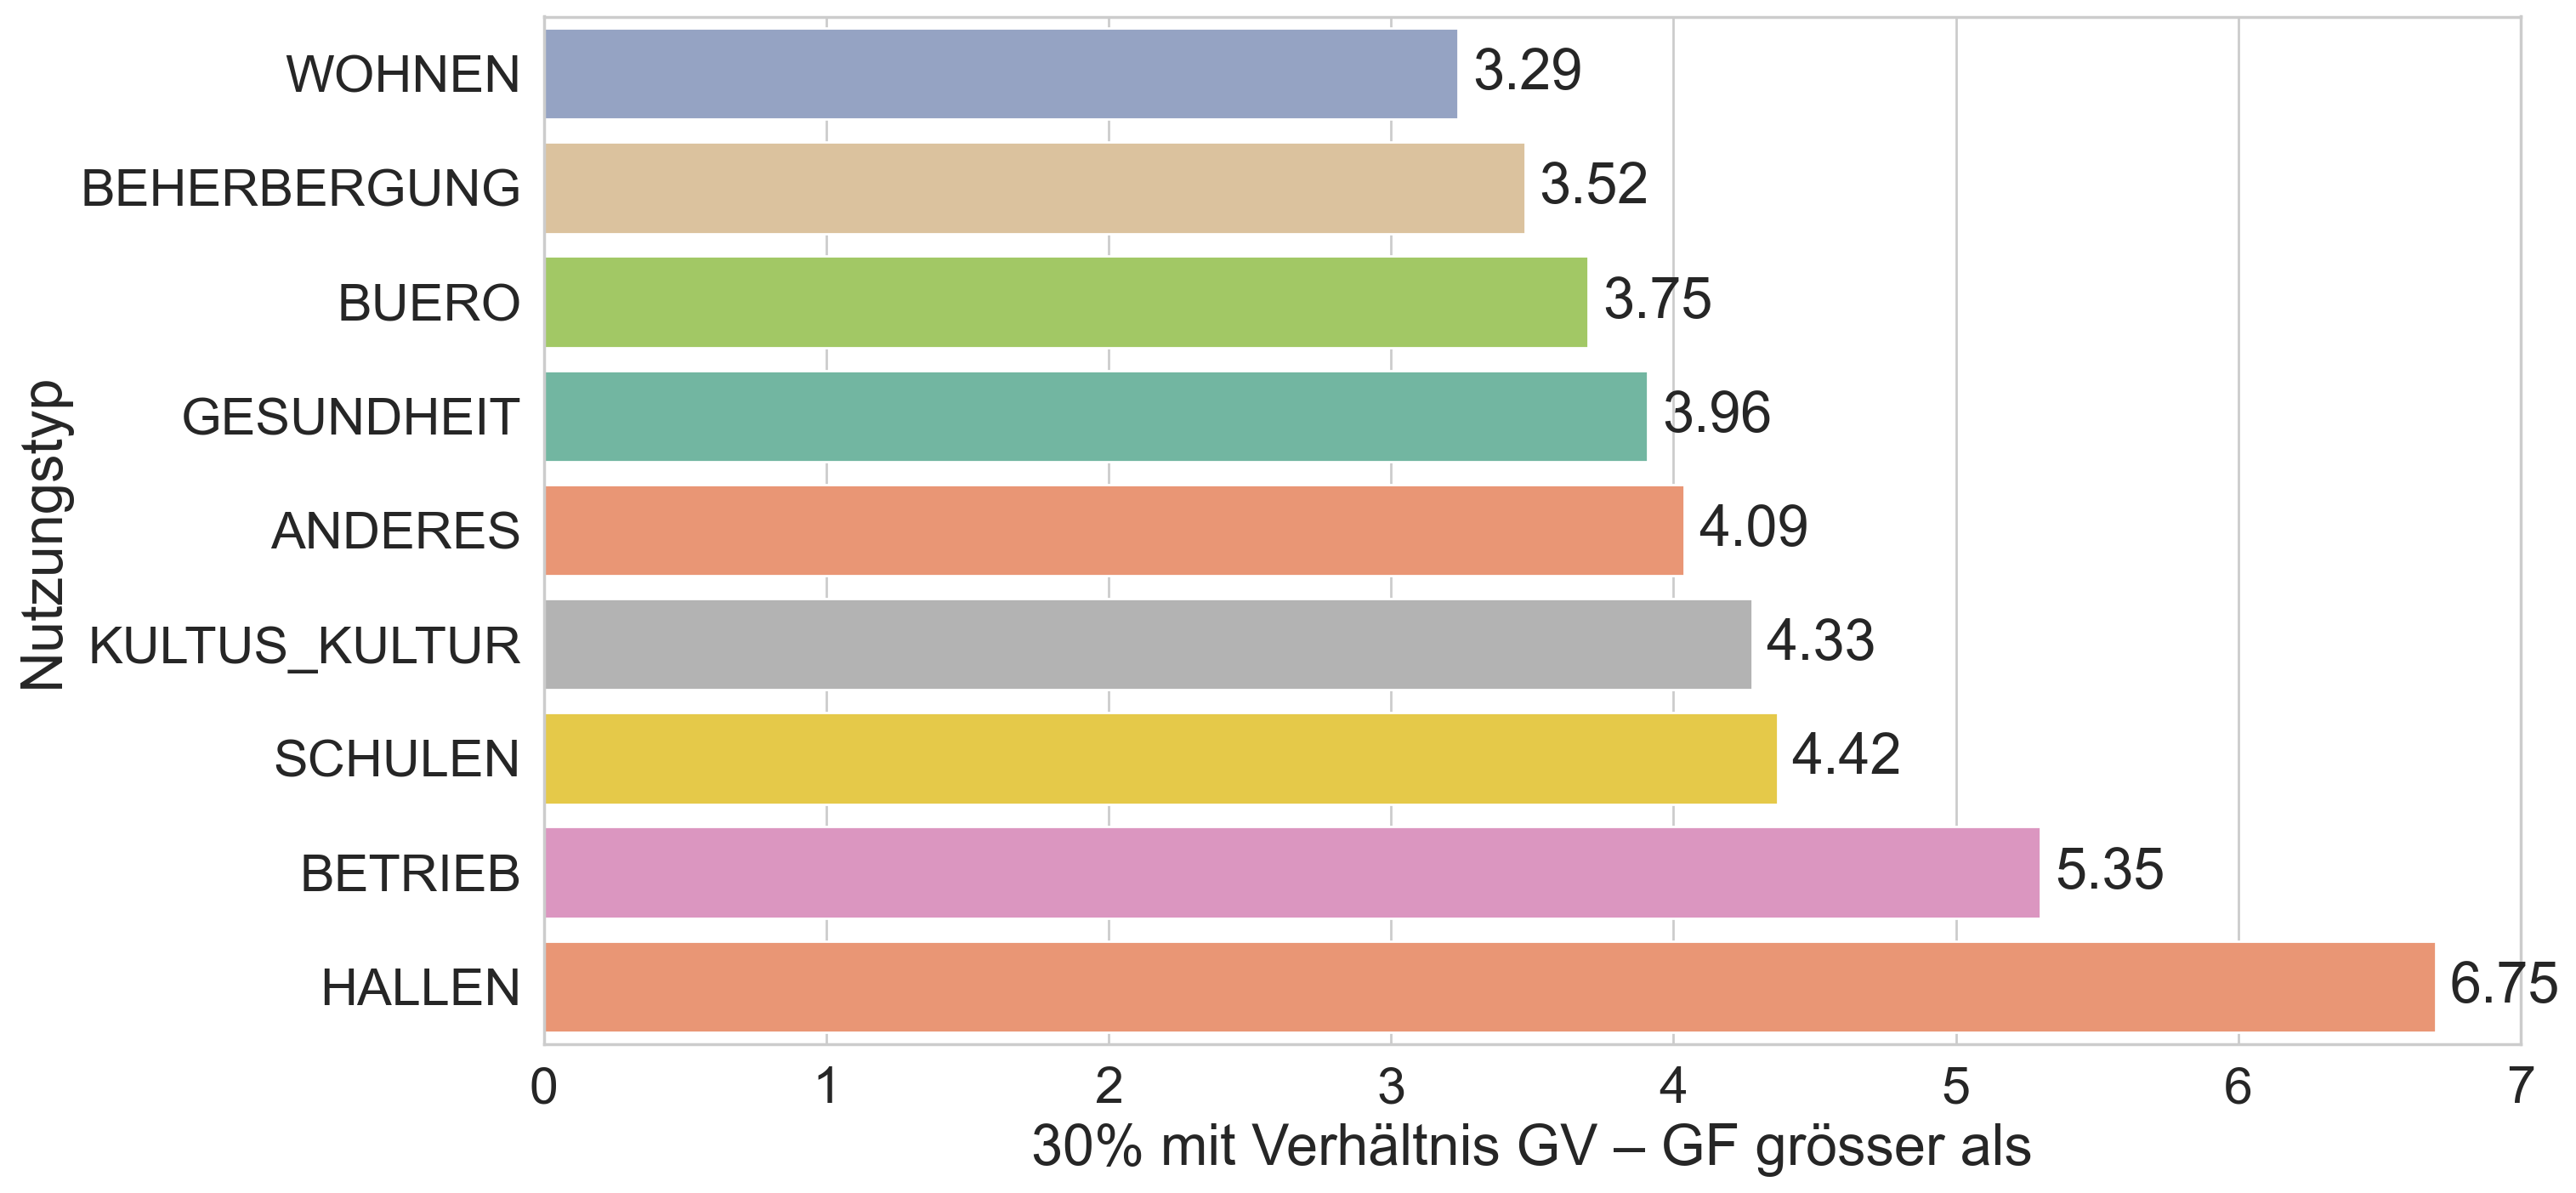 WOHNEN 3.29
BEHERBERGUNG 3.52
BUERO 3.75
GESUNDHEIT 3.96
ANDERES 4.09
KULTUS_KULTUR 4.33
SCHULEN 4.42
BETRIEB 5.35
HALLEN 6.75
Nutzungstyp
0 1 2 3 4 5 6 7
30% mit Verhältnis GV – GF grösser als